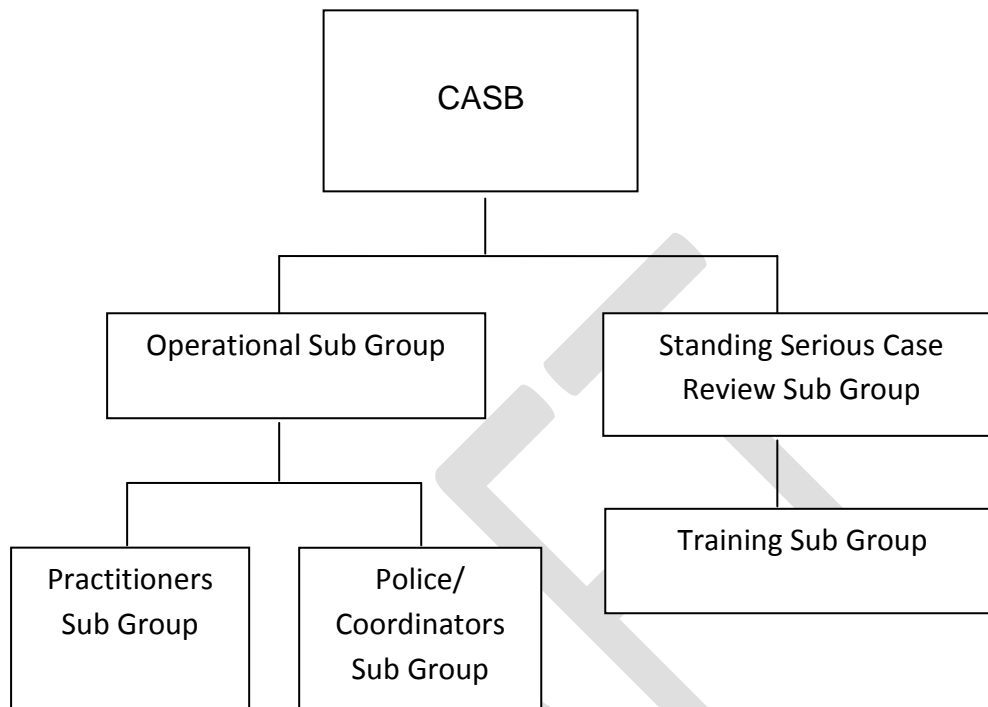 CASB
Operational Sub Group
Standing Serious Case
Review Sub Group
Practitioners
Sub Group
Police/
Coordinators
Sub Group
Training Sub Group